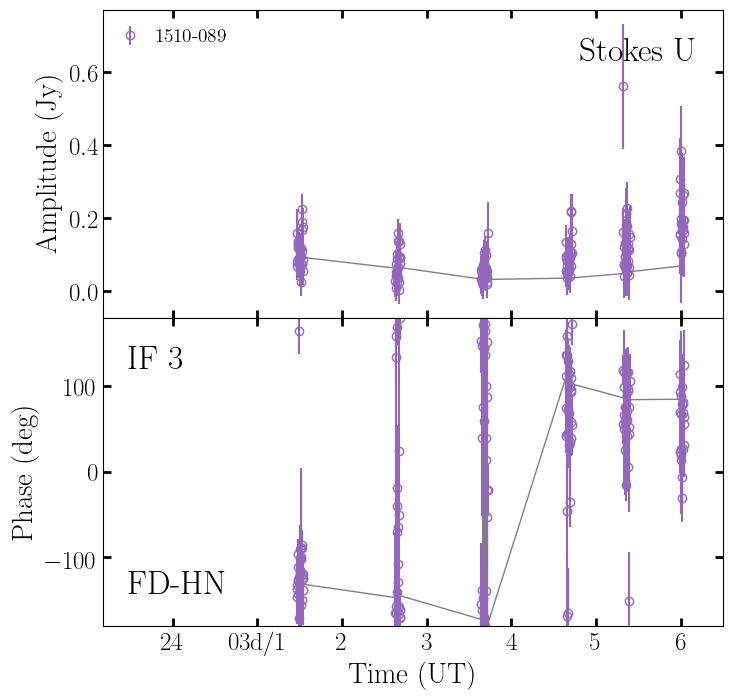 1510-089
Stokes U
Amplitude (Jy)
0.6
0.4
0.2
0.0
IF 3
Phase (deg)
100
0
−100
FD-HN
24 03d/1 2 3 4 5 6
Time (UT)